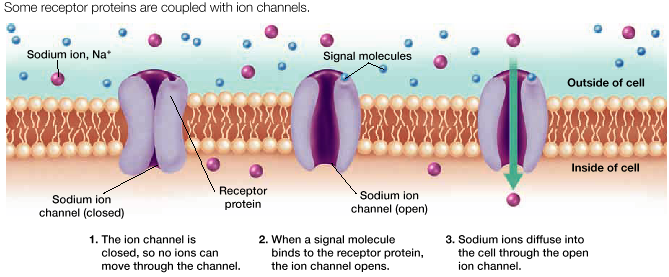 Some receptor proteins are coupled with ion channels.
Sodium ion, Na⁺
Signal molecules
Outside of cell
Inside of cell
Sodium ion
channel (closed)
Receptor
protein
Sodium ion
channel (open)
1. The ion channel is
closed, so no ions can
move through the channel.
2. When a signal molecule
binds to the receptor protein,
the ion channel opens.
3. Sodium ions diffuse into
the cell through the open
ion channel.